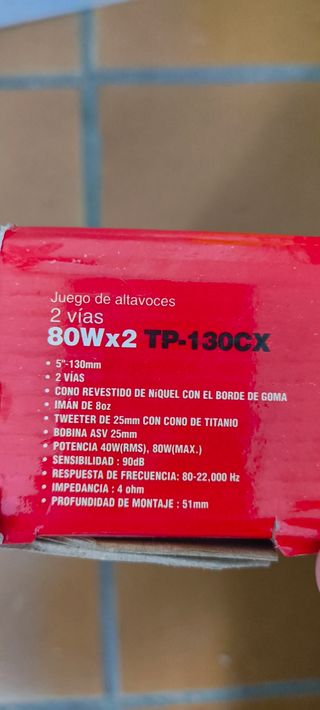 Juego de altavoces
2 vías
80Wx2 TP-130CX
• 5"-130mm
• 2 VÍAS
• CONO REVESTIDO DE NíQUEL CON EL BORDE DE GOMA
• IMÁN DE 8oz
• TWEETER DE 25mm CON CONO DE TITANIO
• BOBINA ASV 25mm
• POTENCIA 40W(RMS), 80W(MAX.)
• SENSIBILIDAD : 90dB
• RESPUESTA DE FRECUENCIA: 80-22,000 Hz
• IMPEDANCIA : 4 ohm
• PROFUNDIDAD DE MONTAJE : 51mm